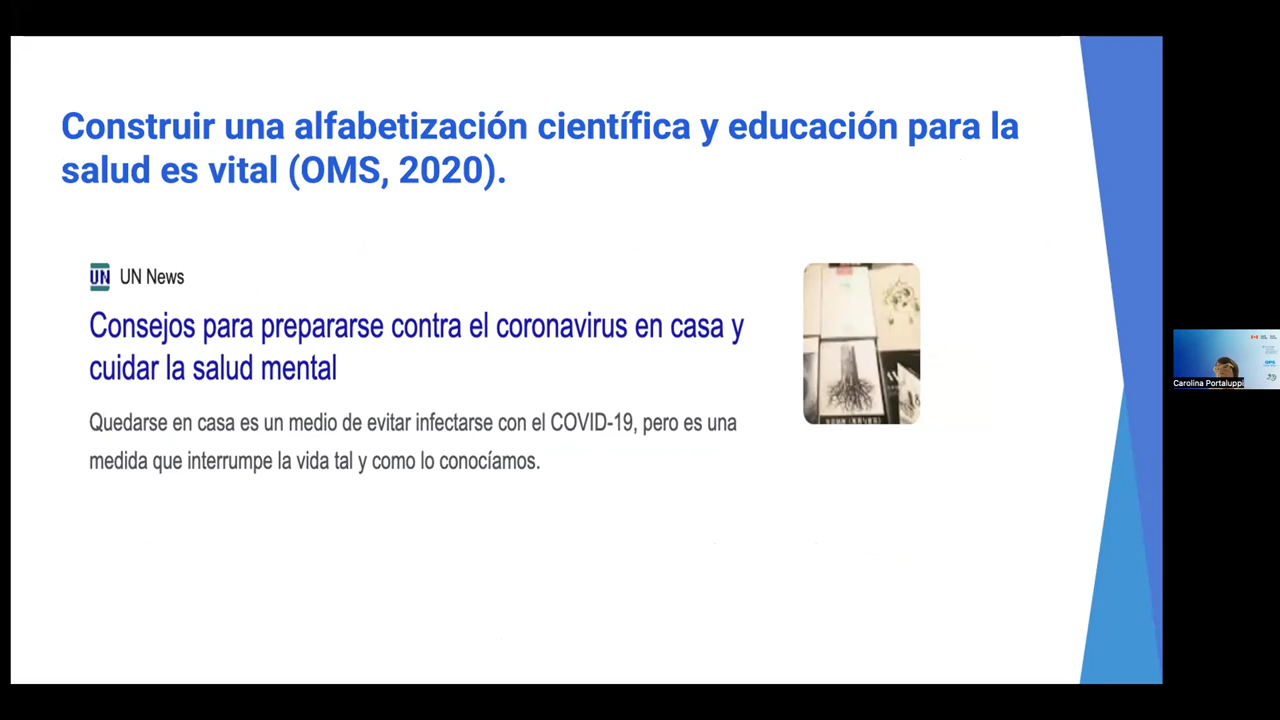 Construir una alfabetización científica y educación para la
salud es vital (OMS, 2020).
UN UN News
Consejos para prepararse contra el coronavirus en casa y
cuidar la salud mental
Quedarse en casa es un medio de evitar infectarse con el COVID-19, pero es una
medida que interrumpe la vida tal y como lo conocíamos.
Carolina Portaluppi